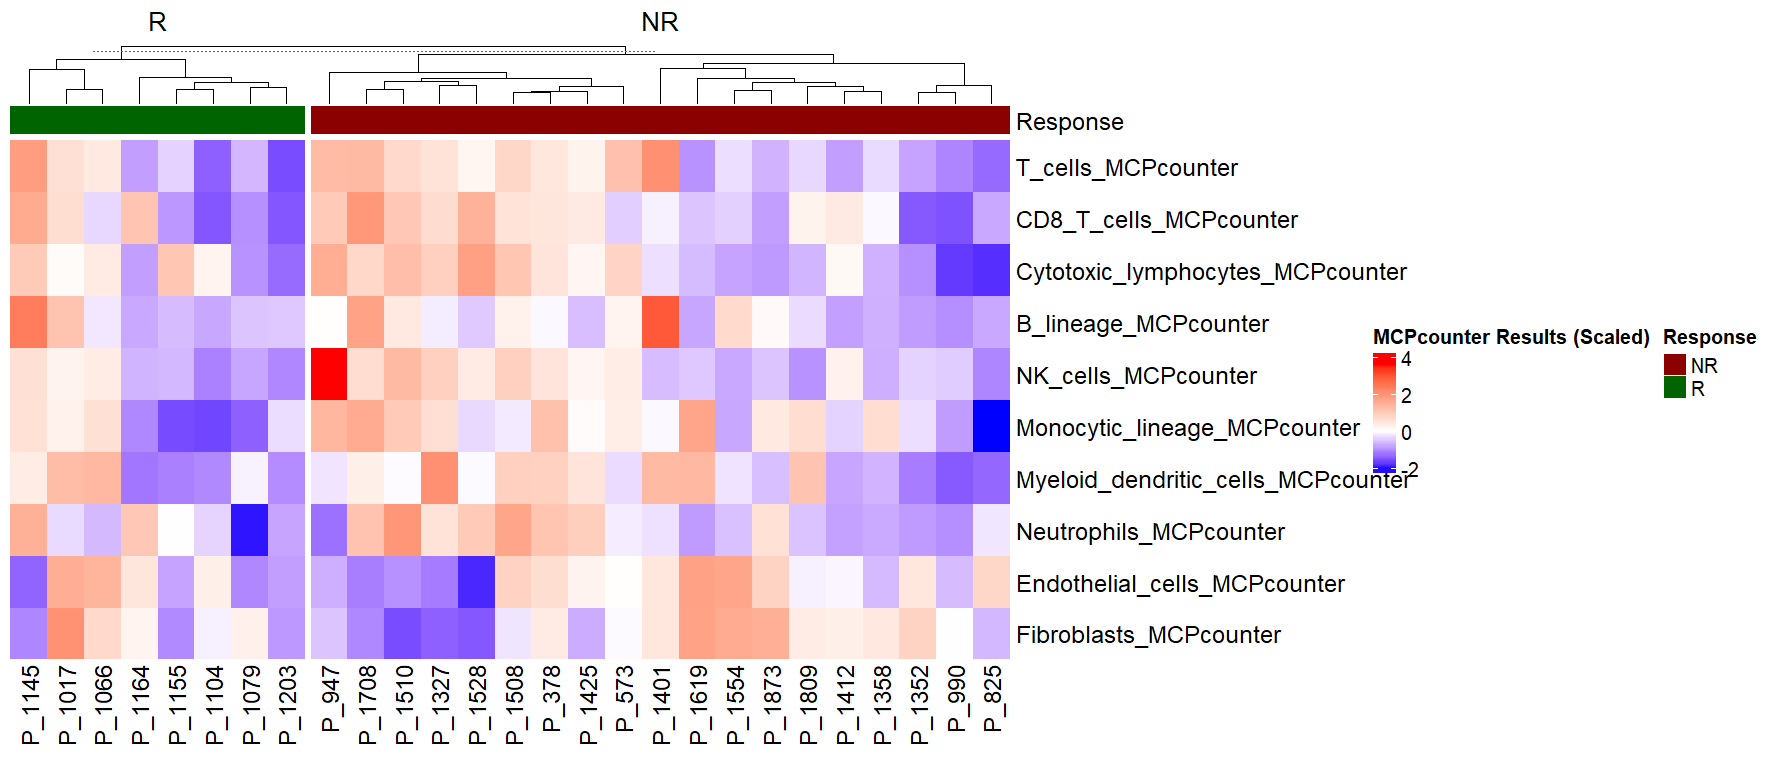 R
NR
Response
T_cells_MCPcounter
CD8_T_cells_MCPcounter
Cytotoxic_lymphocytes_MCPcounter
B_lineage_MCPcounter
NK_cells_MCPcounter
Monocytic_lineage_MCPcounter
Myeloid_dendritic_cells_MCPcounter
Neutrophils_MCPcounter
Endothelial_cells_MCPcounter
Fibroblasts_MCPcounter
P_1145
P_1017
P_1066
P_1164
P_1155
P_1104
P_1079
P_1203
P_947
P_1708
P_1510
P_1327
P_1528
P_1508
P_378
P_1425
P_573
P_1401
P_1619
P_1554
P_1873
P_1809
P_1412
P_1358
P_1352
P_990
P_825
MCPcounter Results (Scaled)
4
2
0
-2
Response
NR
R